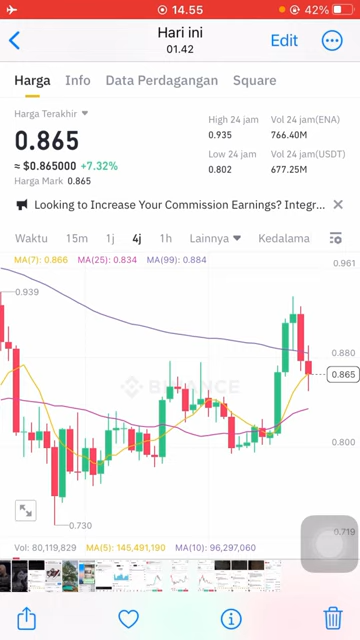 14.55
42%
Hari ini
01.42
Edit
Harga Info Data Perdagangan Square
Harga Terakhir
0.865
≈ $0.865000 +7.32%
Harga Mark 0.865
High 24 jam
0.935
Vol 24 jam(ENA)
766.40M
Low 24 jam
0.802
Vol 24 jam(USDT)
677.25M
Looking to Increase Your Commission Earnings? Integr...
Waktu 15m 1j 4j 1h Lainnya Kedalama
MA(7): 0.866 MA(25): 0.834 MA(99): 0.884
0.961
0.939
0.880
0.865
BINANCE
0.800
0.730
0.719
Vol: 80,119,829 MA(5): 145,491,190 MA(10): 96,297,060